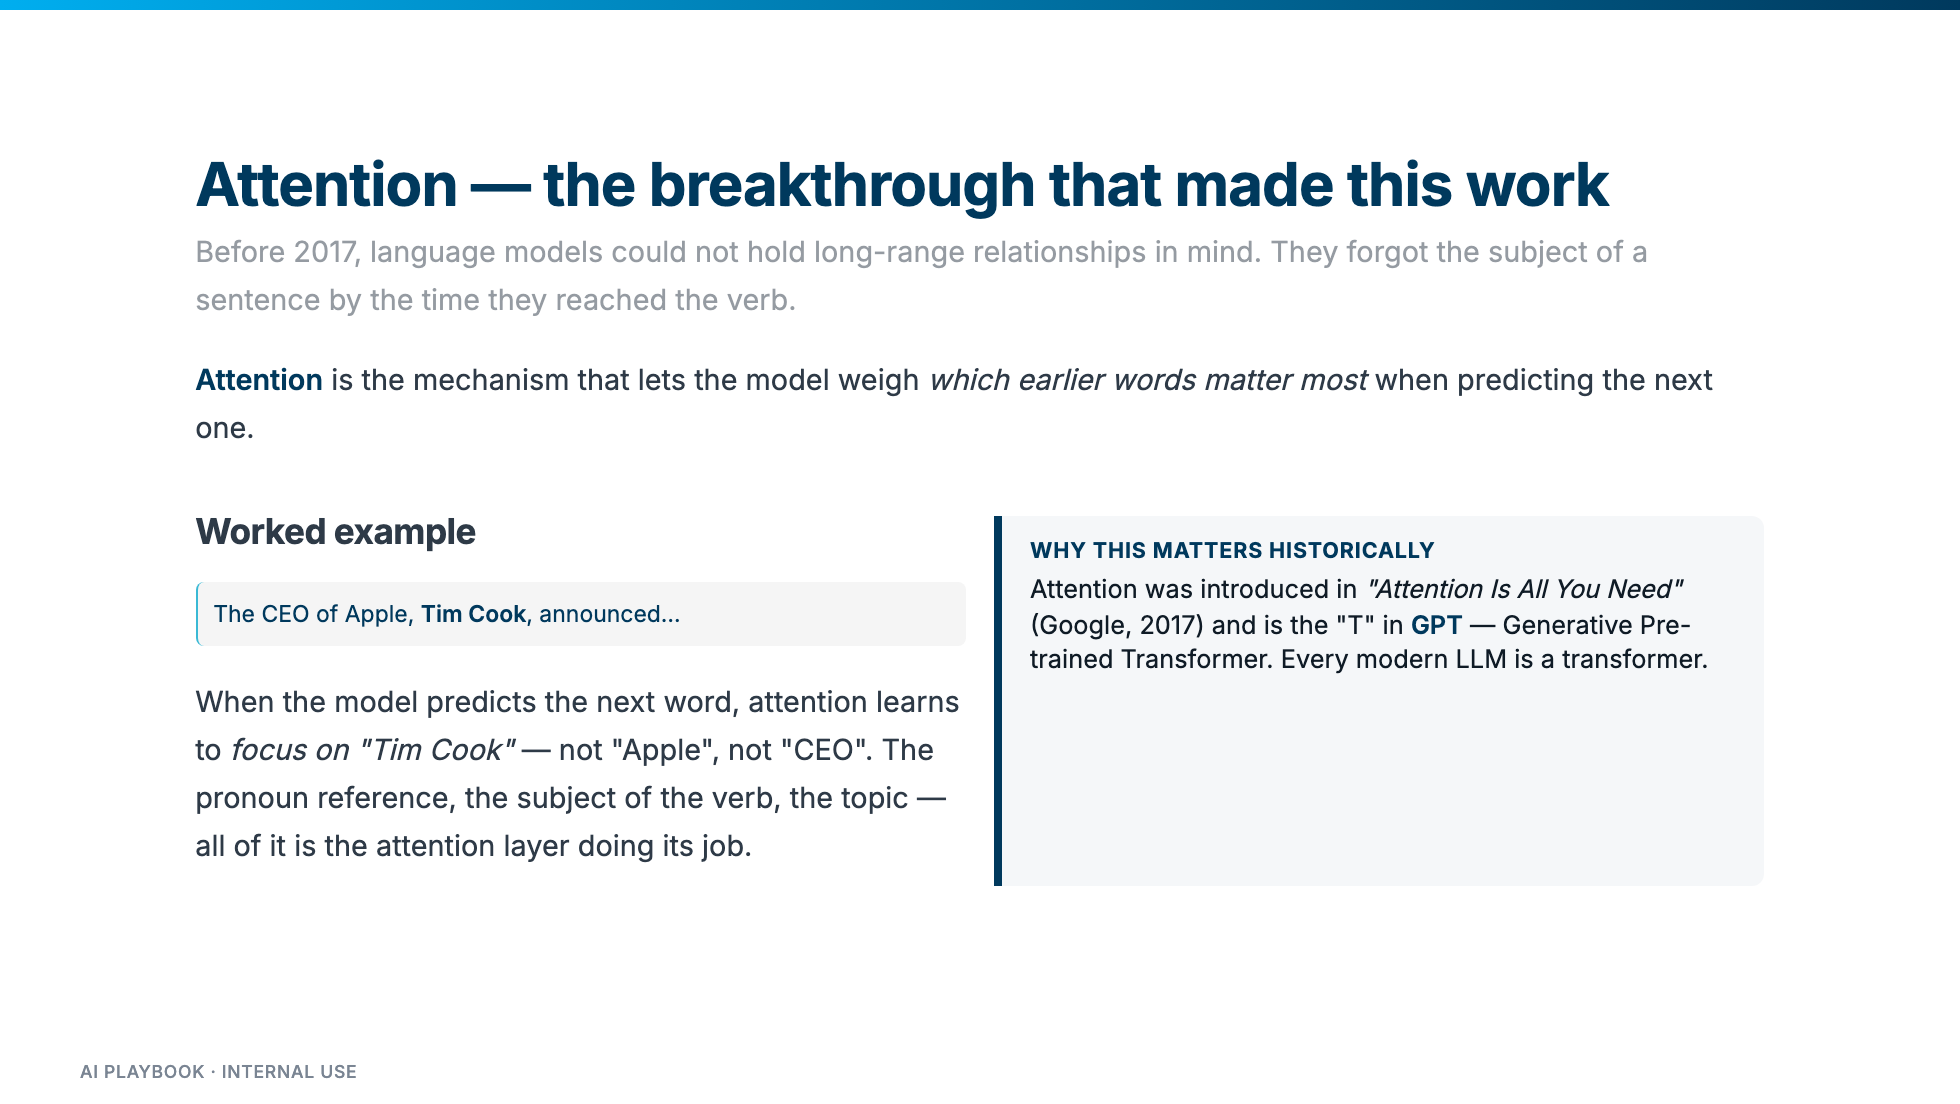 Attention — the breakthrough that made this work
Before 2017, language models could not hold long-range relationships in mind. They forgot the subject of a
sentence by the time they reached the verb.
Attention is the mechanism that lets the model weigh which earlier words matter most when predicting the next
one.
Worked example
The CEO of Apple, Tim Cook, announced...
When the model predicts the next word, attention learns
to focus on "Tim Cook" — not "Apple", not "CEO". The
pronoun reference, the subject of the verb, the topic —
all of it is the attention layer doing its job.
WHY THIS MATTERS HISTORICALLY
Attention was introduced in "Attention Is All You Need"
(Google, 2017) and is the "T" in GPT — Generative Pre-
trained Transformer. Every modern LLM is a transformer.
AI PLAYBOOK · INTERNAL USE